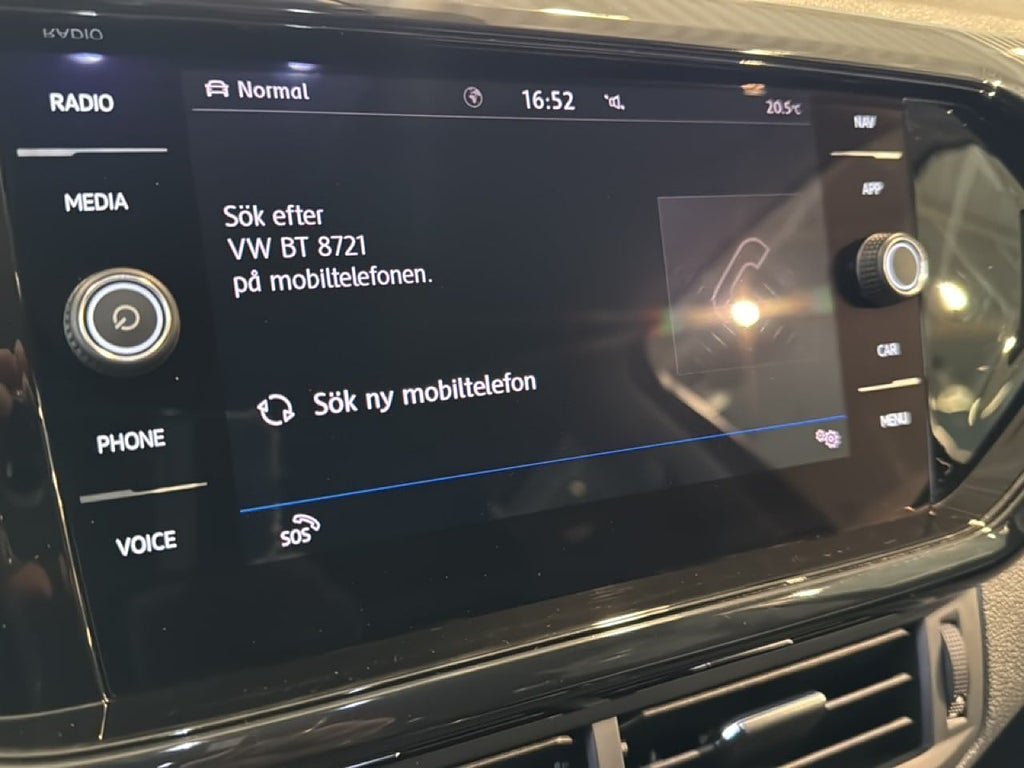 RADIO
RADIO
MEDIA
PHONE
VOICE
Normal
16:52
20.5°C
Sök efter
VW BT 8721
på mobiltelefonen.
Sök ny mobiltelefon
SOS
NAV
APP
CAR
MENU